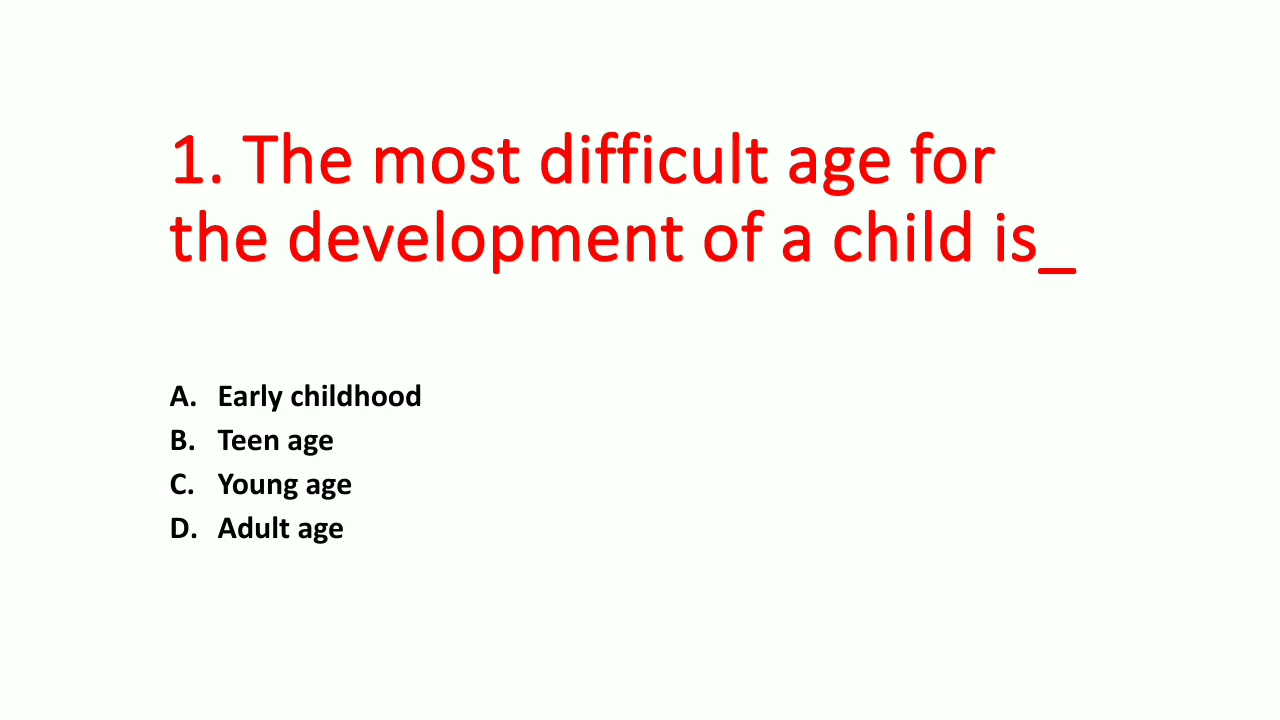 1. The most difficult age for
the development of a child is_
A. Early childhood
B. Teen age
C. Young age
D. Adult age